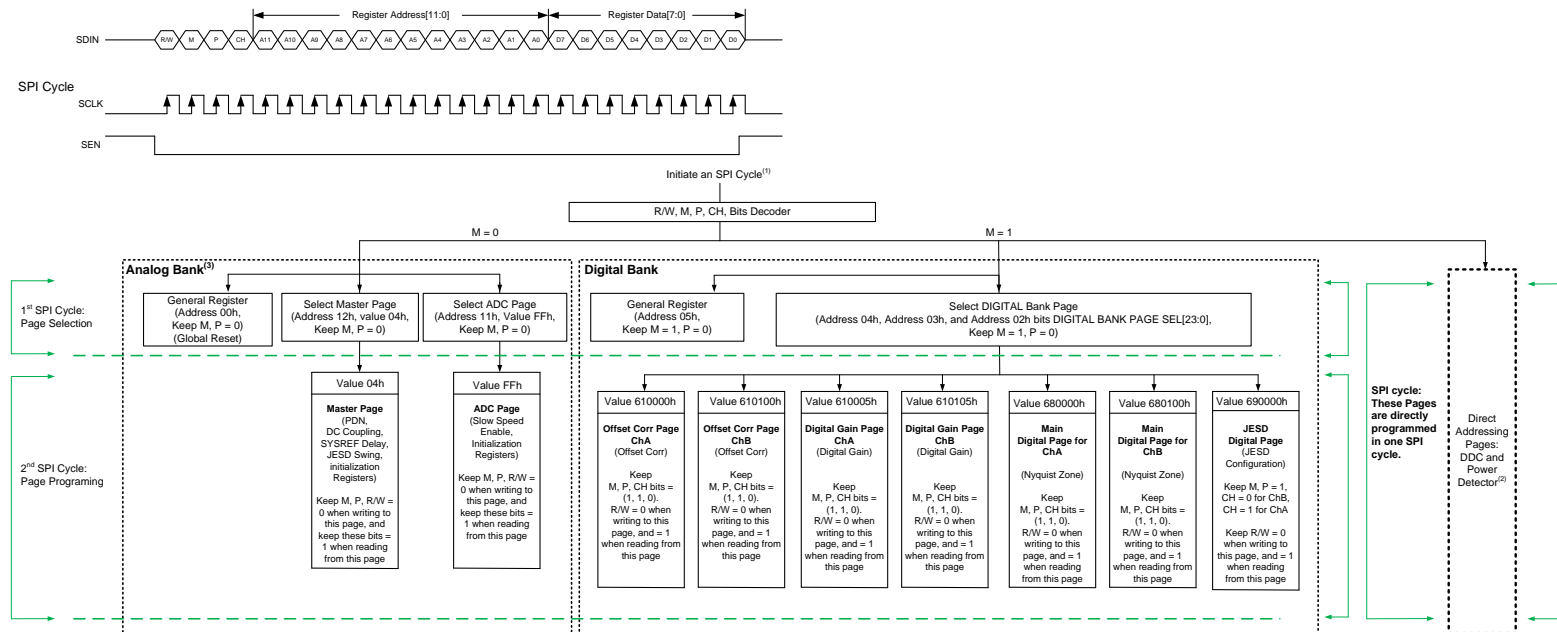 Register Address[11:0]
Register Data[7:0]
SDIN
R/W M P CH A11 A10 A9 A8 A7 A6 A5 A4 A3 A2 A1 A0 D7 D6 D5 D4 D3 D2 D1 D0
SPI Cycle
SCLK
SEN
Initiate an SPI Cycle(1)
R/W, M, P, CH, Bits Decoder
M = 0
M = 1
Analog Bank(3)
Digital Bank
1st SPI Cycle:
Page Selection
General Register
(Address 00h,
Keep M, P = 0)
(Global Reset)
Select Master Page
(Address 12h, value 04h,
Keep M, P = 0)
Select ADC Page
(Address 11h, Value FFh,
Keep M, P = 0)
General Register
(Address 05h,
Keep M = 1, P = 0)
Select DIGITAL Bank Page
(Address 04h, Address 03h, and Address 02h bits DIGITAL BANK PAGE SEL[23:0],
Keep M = 1, P = 0)
2nd SPI Cycle:
Page Programing
Value 04h
Master Page
(PDN,
DC Coupling,
SYSREF Delay,
JESD Swing,
initialization
Registers)
Keep M, P, R/W =
0 when writing to
this page, and
keep these bits =
1 when reading
from this page
Value FFh
ADC Page
(Slow Speed
Enable,
Initialization
Registers)
Keep M, P, R/W =
0 when writing to
this page, and
keep these bits =
1 when reading
from this page
Value 610000h
Offset Corr Page
ChA
(Offset Corr)
Keep
M, P, CH bits =
(1, 1, 0).
R/W = 0 when
writing to this
page, and = 1
when reading from
this page
Value 610100h
Offset Corr Page
ChB
(Offset Corr)
Keep
M, P, CH bits =
(1, 1, 0).
R/W = 0 when
writing to this
page, and = 1
when reading from
this page
Value 610005h
Digital Gain Page
ChA
(Digital Gain)
Keep
M, P, CH bits =
(1, 1, 0).
R/W = 0 when
writing to this
page, and = 1
when reading from
this page
Value 610105h
Digital Gain Page
ChB
(Digital Gain)
Keep
M, P, CH bits =
(1, 1, 0).
R/W = 0 when
writing to this
page, and = 1
when reading from
this page
Value 680000h
Main
Digital Page for
ChA
(Nyquist Zone)
Keep
M, P, CH bits =
(1, 1, 0).
R/W = 0 when
writing to this
page, and = 1
when reading
from this page
Value 680100h
Main
Digital Page for
ChB
(Nyquist Zone)
Keep
M, P, CH bits =
(1, 1, 0).
R/W = 0 when
writing to this
page, and = 1
when reading
from this page
Value 690000h
JESD
Digital Page
(JESD
Configuration)
Keep M, P = 1,
CH = 0 for ChB,
CH = 1 for ChA
Keep R/W = 0
when writing to
this page, and = 1
when reading from
this page
SPI cycle:
These Pages
are directly
programmed
in one SPI
cycle.
Direct
Addressing
Pages:
DDC and
Power
Detector(2)